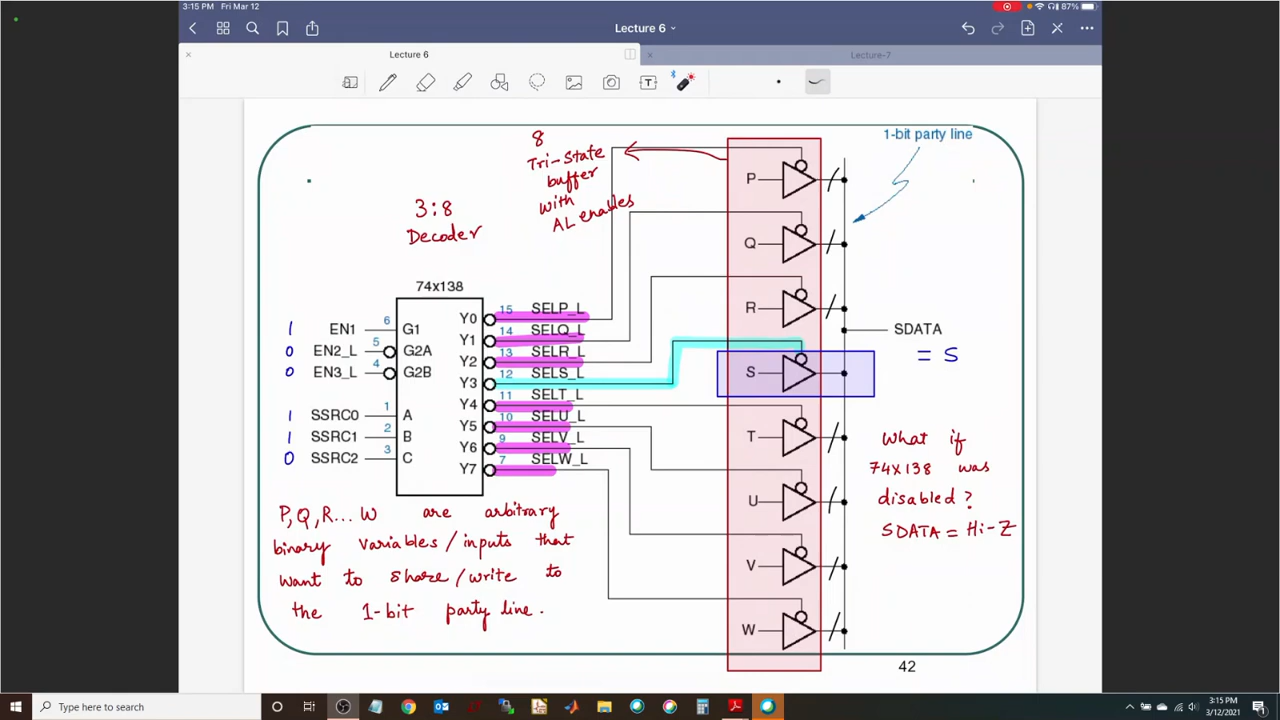 3:15 PM Fri Mar 12
87%
Lecture 6
Lecture 6
Lecture-7
8
Tri-State
buffer
with
AL enables
1-bit party line
3:8
Decoder
74x138
1 EN1 6 G1
0 EN2_L 5 G2A
0 EN3_L 4 G2B
1 SSRC0 1 A
1 SSRC1 2 B
0 SSRC2 3 C
Y0 15 SELP_L
Y1 14 SELQ_L
Y2 13 SELR_L
Y3 12 SELS_L
Y4 11 SELT_L
Y5 10 SELU_L
Y6 9 SELV_L
Y7 7 SELW_L
P
Q
R
S
T
U
V
W
SDATA
= S
What if
74x138 was
disabled?
SDATA = Hi-Z
P, Q, R... W are arbitrary
binary variables/inputs that
want to share/write to
the 1-bit party line.
42
Type here to search
3:15 PM
3/12/2021